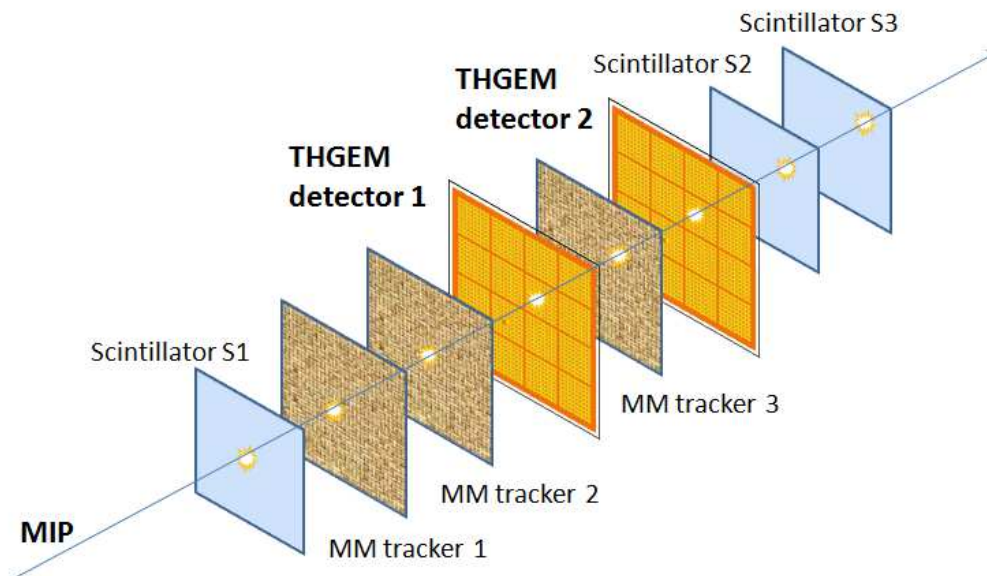 Scintillator S3
Scintillator S2
THGEM
detector 2
THGEM
detector 1
Scintillator S1
MM tracker 3
MM tracker 2
MM tracker 1
MIP